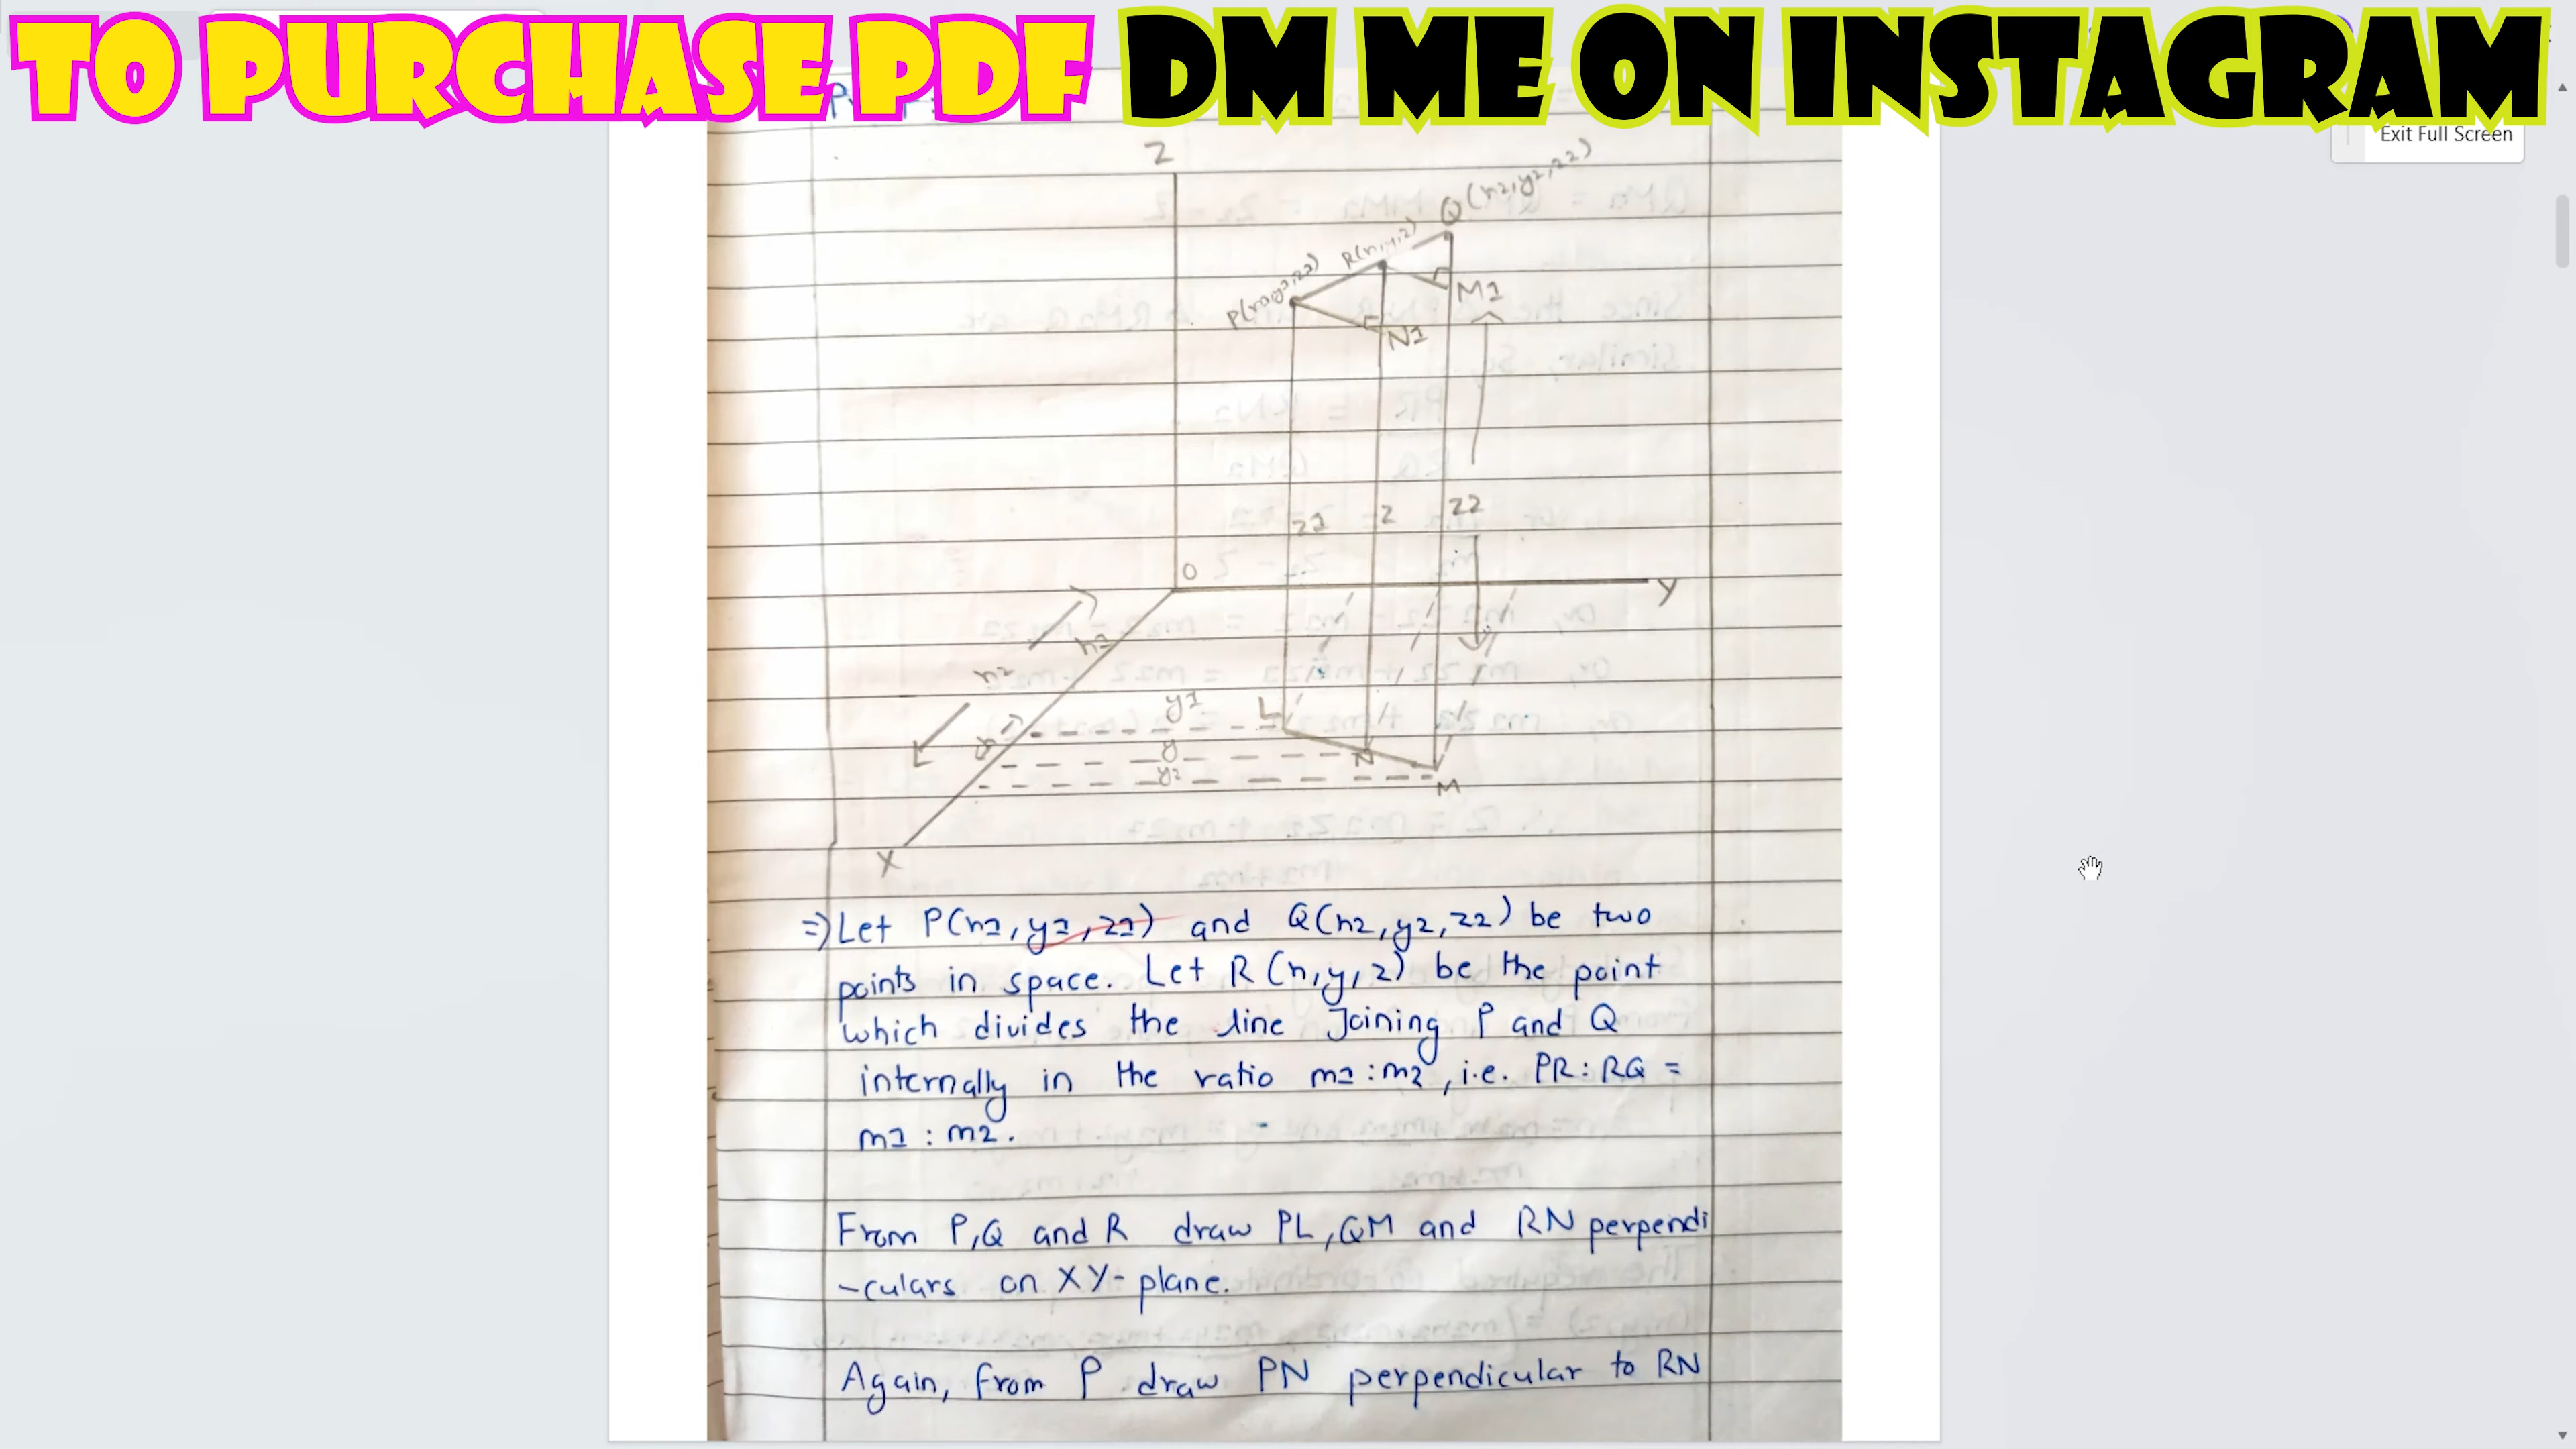 TO PURCHASE PDF DM ME ON INSTAGRAM
Exit Full Screen
Z
Q(x2,y2,z2)
R(x,y,z)
P(x1,y1,z1)
M1
N1
z1 z z2
O
Y
x1
x2
x
y1 L
y N
y2 M
X
⇒) Let P(x1, y1, z1) and Q(x2, y2, z2) be two
points in space. Let R (x, y, z) be the point
which divides the line Joining P and Q
internally in the ratio m1 : m2, i.e. PR : RQ =
m1 : m2.
From P,Q and R draw PL, QM and RN perpendi
-culars on XY-plane.
Again, from P draw PN perpendicular to RN